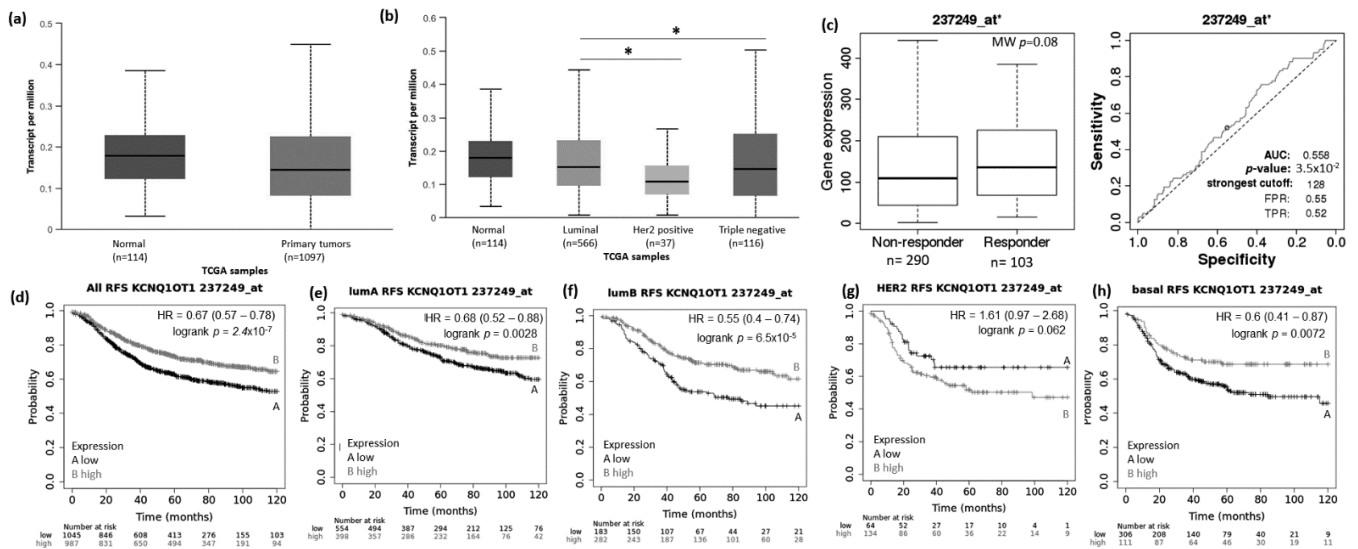 (a)
0.5
0.4
0.3
0.2
0.1
0
Transcript per million
Normal
(n=114)
Primary tumors
(n=1097)
TCGA samples
(b)
0.6
0.5
0.4
0.3
0.2
0.1
0
Transcript per million
*
*
Normal
(n=114)
Luminal
(n=566)
Her2 positive
(n=37)
Triple negative
(n=116)
TCGA samples
(c)
237249_at*
MW p=0.08
Gene expression
400
300
200
100
0
Non-responder
n= 290
Responder
n= 103
237249_at*
Sensitivity
1.0
0.8
0.6
0.4
0.2
0.0
AUC: 0.558
p-value: 3.5x10-2
strongest cutoff: 128
FPR: 0.55
TPR: 0.52
1.0 0.8 0.6 0.4 0.2 0.0
Specificity
(d)
All RFS KCNQ1OT1 237249_at
HR = 0.67 (0.57 – 0.78)
logrank p = 2.4x10-7
Probability
1.0
0.8
0.6
0.4
0.2
0.0
B
A
Expression
A low
B high
0 20 40 60 80 100 120
Time (months)
Number at risk
low 1045 846 608 413 276 155 103
high 987 831 650 494 347 191 94
(e)
lumA RFS KCNQ1OT1 237249_at
HR = 0.68 (0.52 – 0.88)
logrank p = 0.0028
Probability
1.0
0.8
0.6
0.4
0.2
0.0
B
A
Expression
A low
B high
0 20 40 60 80 100 120
Time (months)
Number at risk
low 554 494 387 294 212 125 76
high 398 357 286 232 164 76 42
(f)
lumB RFS KCNQ1OT1 237249_at
HR = 0.55 (0.4 – 0.74)
logrank p = 6.5x10-5
Probability
1.0
0.8
0.6
0.4
0.2
0.0
B
A
Expression
A low
B high
0 20 40 60 80 100 120
Time (months)
Number at risk
low 183 150 107 67 44 27 21
high 282 243 187 136 101 60 28
(g)
HER2 RFS KCNQ1OT1 237249_at
HR = 1.61 (0.97 – 2.68)
logrank p = 0.062
Probability
1.0
0.8
0.6
0.4
0.2
0.0
A
B
Expression
A low
B high
0 20 40 60 80 100 120
Time (months)
Number at risk
low 64 52 27 17 10 4 1
high 134 86 60 36 22 14 9
(h)
basal RFS KCNQ1OT1 237249_at
HR = 0.6 (0.41 – 0.87)
logrank p = 0.0072
Probability
1.0
0.8
0.6
0.4
0.2
0.0
B
A
Expression
A low
B high
0 20 40 60 80 100 120
Time (months)
Number at risk
low 306 208 140 79 40 21 9
high 111 87 64 46 30 19 11